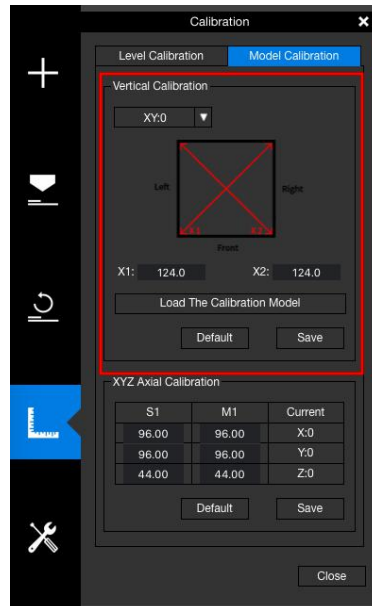 Calibration
Level Calibration Model Calibration
Vertical Calibration
XY:0
Left Right
X1 X2
Front
X1: 124.0 X2: 124.0
Load The Calibration Model
Default Save
XYZ Axial Calibration
S1 M1 Current
96.00 96.00 X:0
96.00 96.00 Y:0
44.00 44.00 Z:0
Default Save
Close